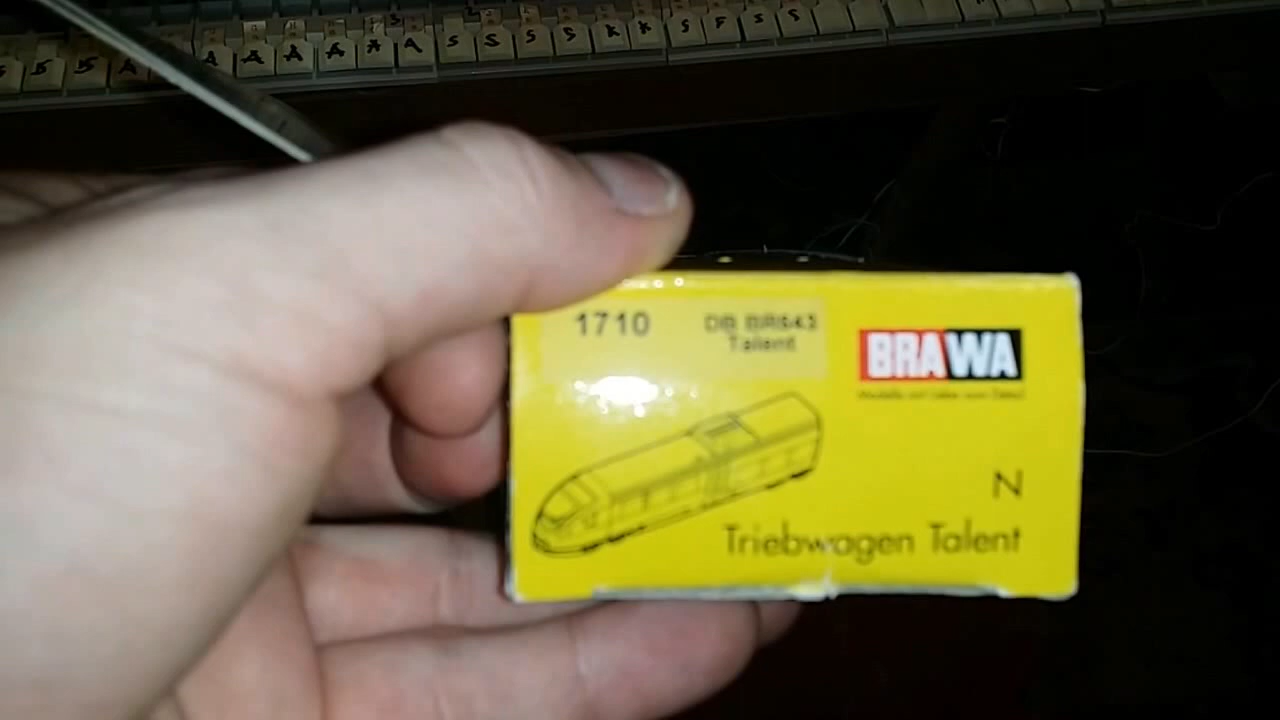 1710
DB BR643
Talent
BRAWA
N
Triebwagen Talent
A A A A A A S S S S K K S F S S